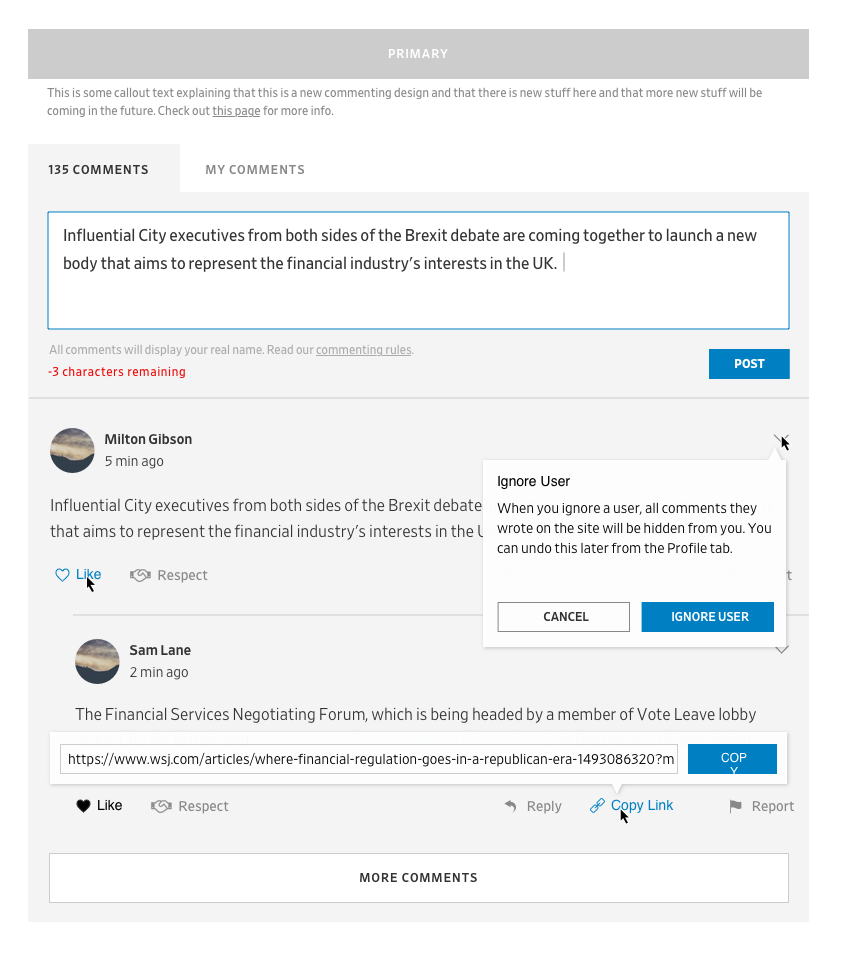 PRIMARY
This is some callout text explaining that this is a new commenting design and that there is new stuff here and that more new stuff will be
coming in the future. Check out this page for more info.
135 COMMENTS
MY COMMENTS
Influential City executives from both sides of the Brexit debate are coming together to launch a new
body that aims to represent the financial industry's interests in the UK.
All comments will display your real name. Read our commenting rules.
-3 characters remaining
POST
Milton Gibson
5 min ago
Influential City executives from both sides of the Brexit debate
that aims to represent the financial industry's interests in the
Like
Respect
Ignore User
When you ignore a user, all comments they
wrote on the site will be hidden from you. You
can undo this later from the Profile tab.
CANCEL
IGNORE USER
Sam Lane
2 min ago
The Financial Services Negotiating Forum, which is being headed by a member of Vote Leave lobby
https://www.wsj.com/articles/where-financial-regulation-goes-in-a-republican-era-1493086320?m
COP
Y
Like
Respect
Reply
Copy Link
Report
MORE COMMENTS